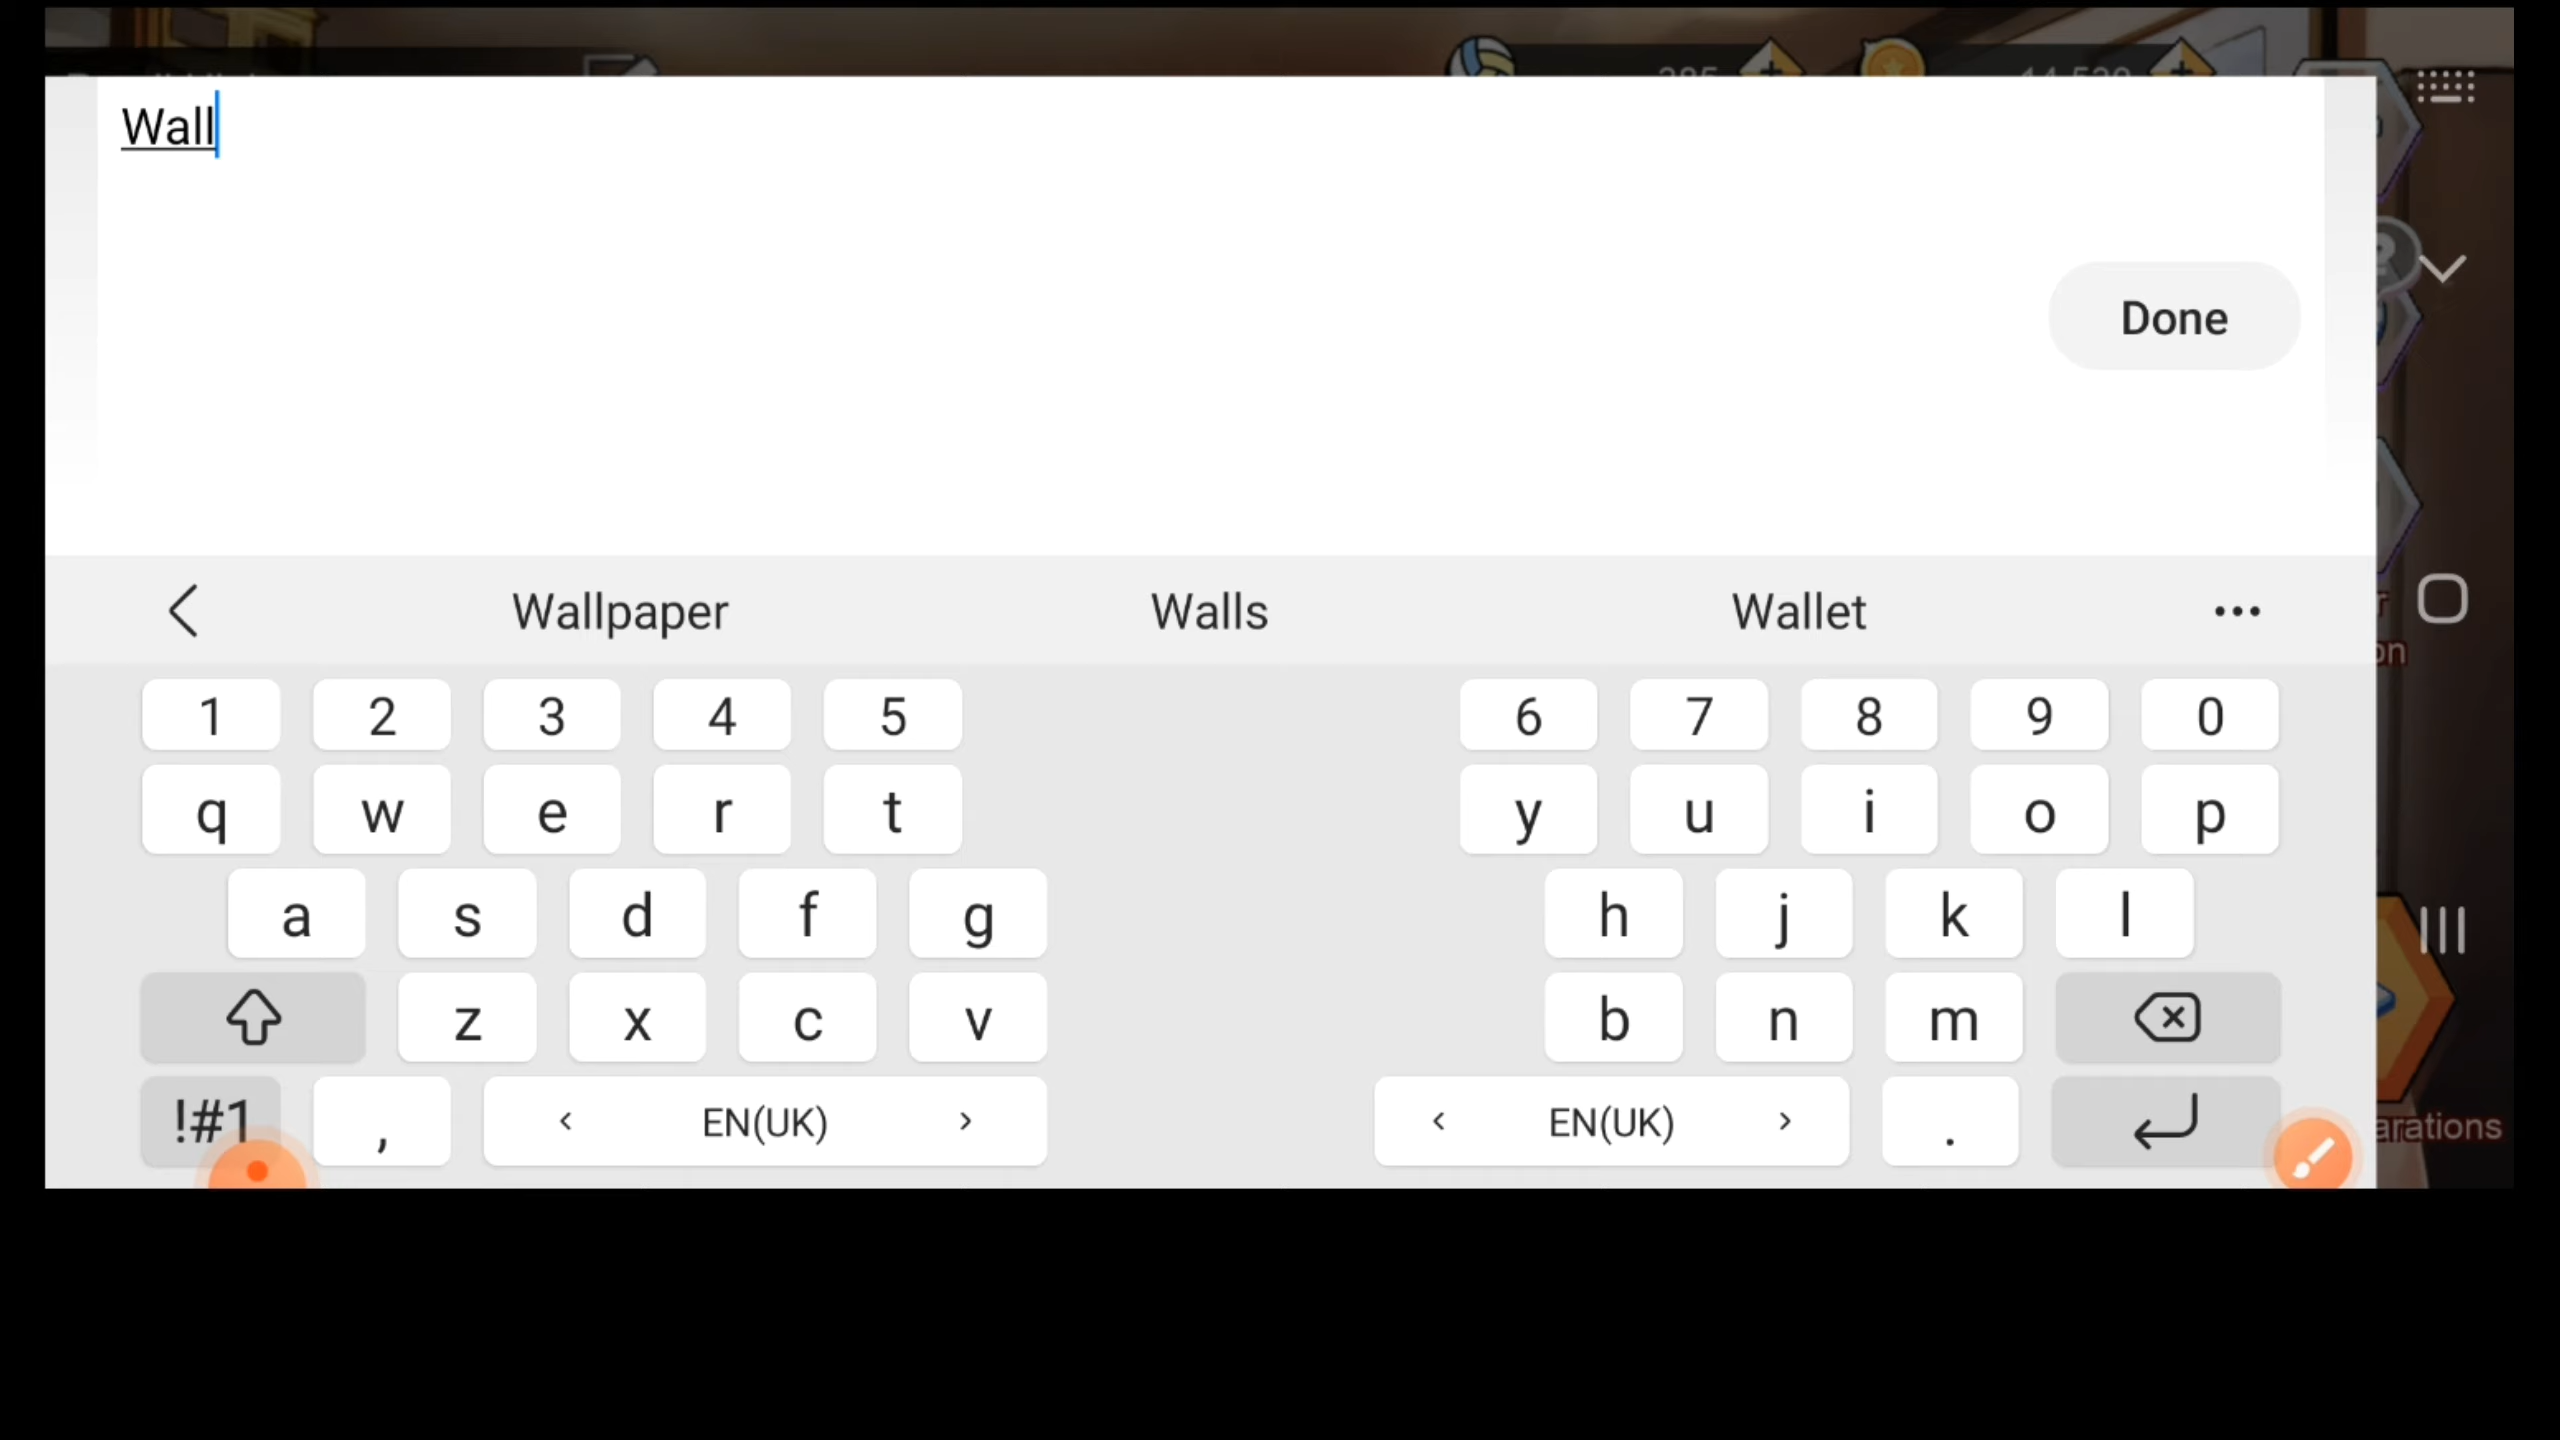 Wall
Done
Wallpaper Walls Wallet ...
1 2 3 4 5 6 7 8 9 0
q w e r t y u i o p
a s d f g h j k l
z x c v b n m
!#1 , < EN(UK) > < EN(UK) > .
arations